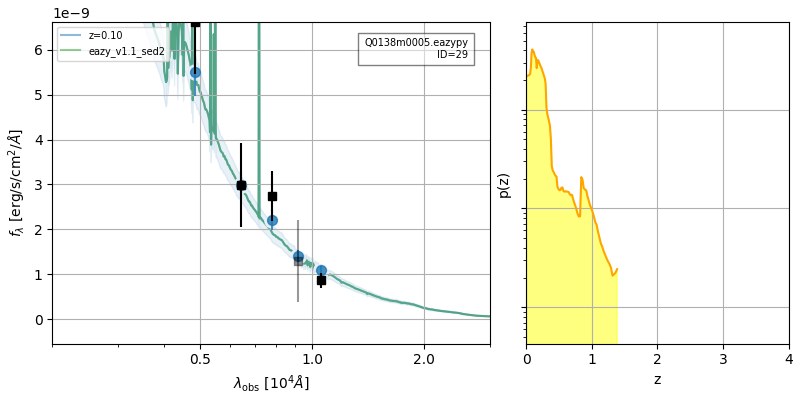 1e−9
z=0.10
eazy_v1.1_sed2
Q0138m0005.eazypy
ID=29
6
5
4
3
2
1
0
f_λ [erg/s/cm²/Å]
0.5 1.0 2.0
λ_obs [10⁴Å]
p(z)
0 1 2 3 4
z